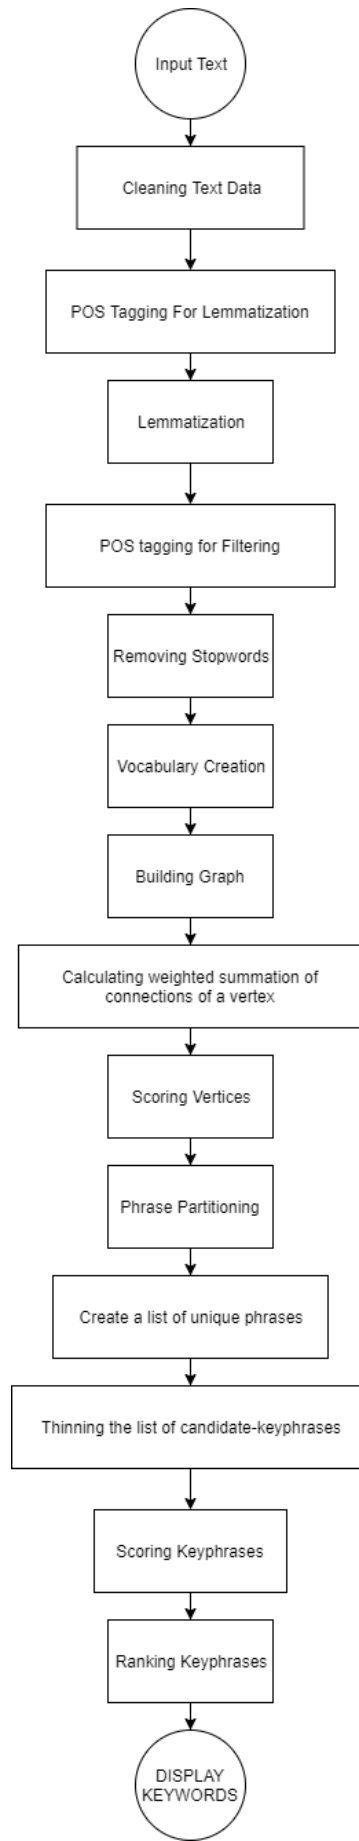 Input Text
Cleaning Text Data
POS Tagging For Lemmatization
Lemmatization
POS tagging for Filtering
Removing Stopwords
Vocabulary Creation
Building Graph
Calculating weighted summation of
connections of a vertex
Scoring Vertices
Phrase Partitioning
Create a list of unique phrases
Thinning the list of candidate-keyphrases
Scoring Keyphrases
Ranking Keyphrases
DISPLAY
KEYWORDS